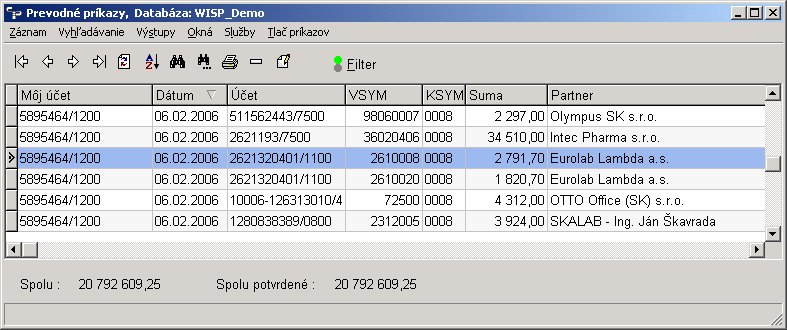 Prevodné príkazy, Databáza: WISP_Demo
Záznam Vyhľadávanie Výstupy Okná Služby Tlač príkazov
Filter
Môj účet Dátum Účet VSYM KSYM Suma Partner
5895464/1200 06.02.2006 511562443/7500 98060007 0008 2 297,00 Olympus SK s.r.o.
5895464/1200 06.02.2006 2621193/7500 36020406 0008 34 510,00 Intec Pharma s.r.o.
5895464/1200 06.02.2006 2621320401/1100 2610008 0008 2 791,70 Eurolab Lambda a.s.
5895464/1200 06.02.2006 2621320401/1100 2610020 0008 1 820,70 Eurolab Lambda a.s.
5895464/1200 06.02.2006 10006-126313010/4 72500 0008 4 312,00 OTTO Office (SK) s.r.o.
5895464/1200 06.02.2006 1280838389/0800 2312005 0008 3 924,00 SKALAB - Ing. Ján Škavrada
Spolu : 20 792 609,25 Spolu potvrdené : 20 792 609,25